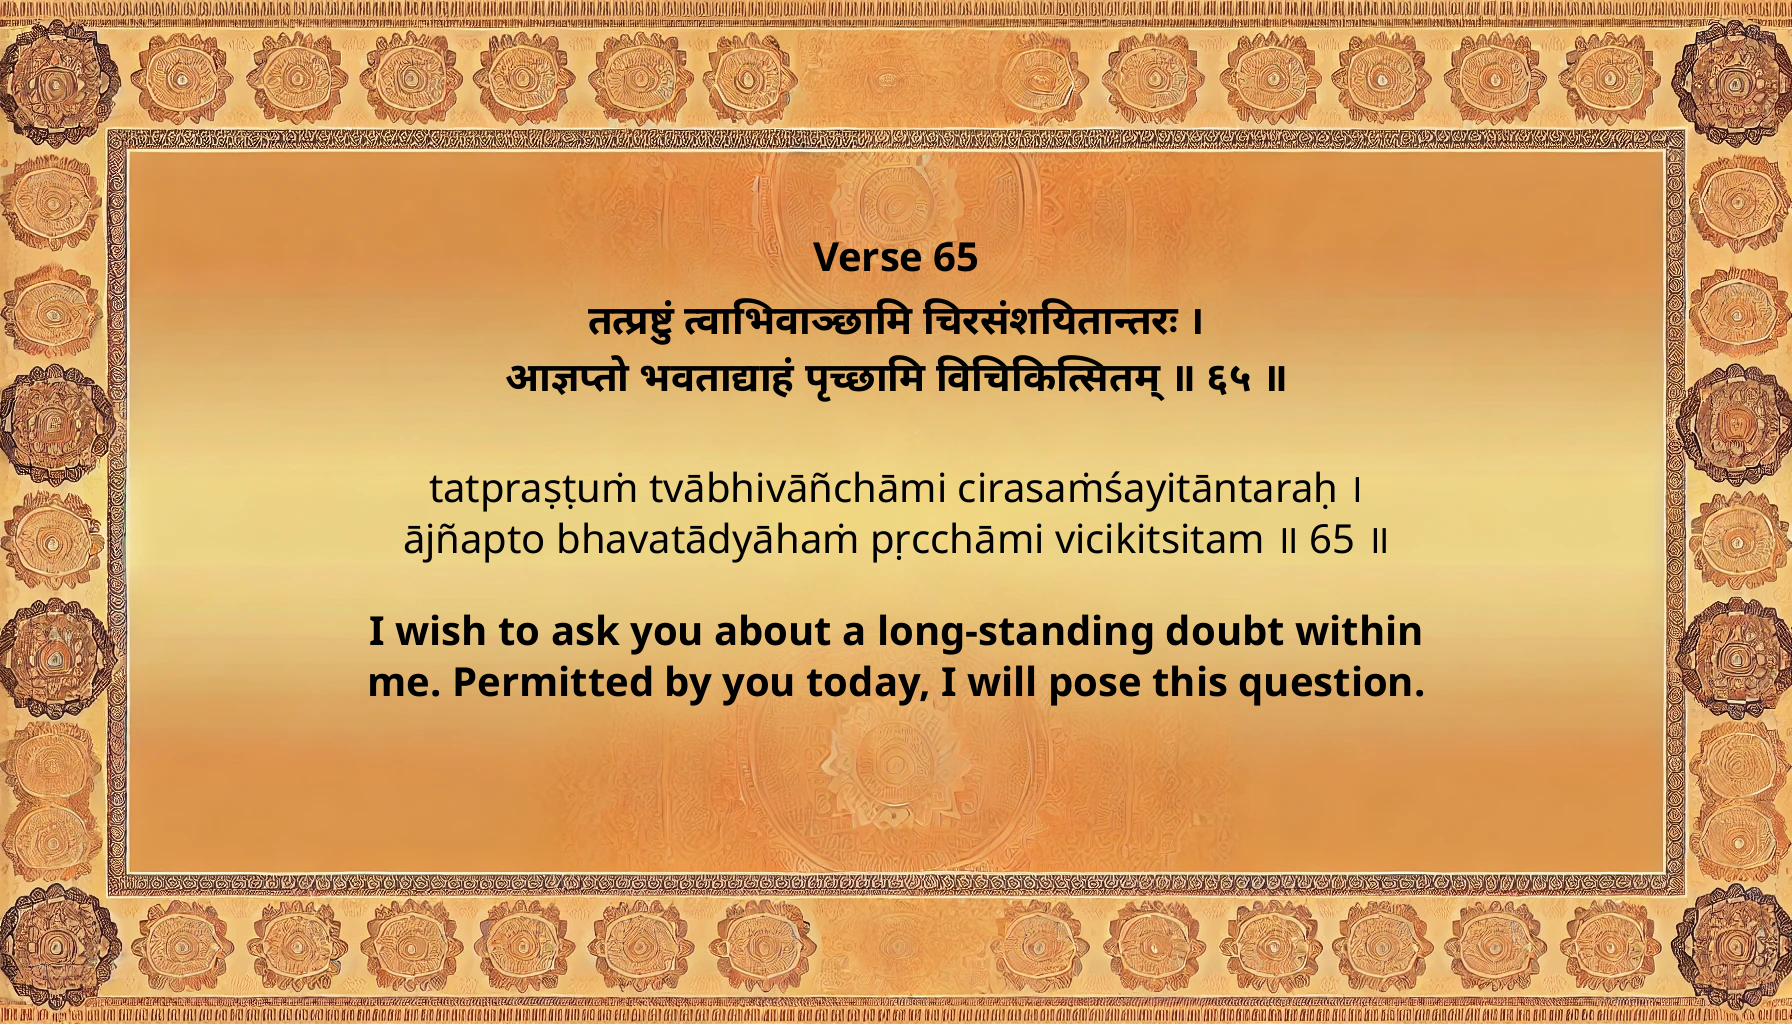 Verse 65
तत्प्रष्टुं त्वाभिवाञ्छामि चिरसंशयितान्तरः ।
आज्ञप्तो भवताद्याहं पृच्छामि विचिकित्सितम् ॥ ६५ ॥
tatpraṣṭuṁ tvābhivāñchāmi cirasaṁśayitāntaraḥ ।
ājñapto bhavatādyāhaṁ pṛcchāmi vicikitsitam ॥ 65 ॥
I wish to ask you about a long-standing doubt within
me. Permitted by you today, I will pose this question.